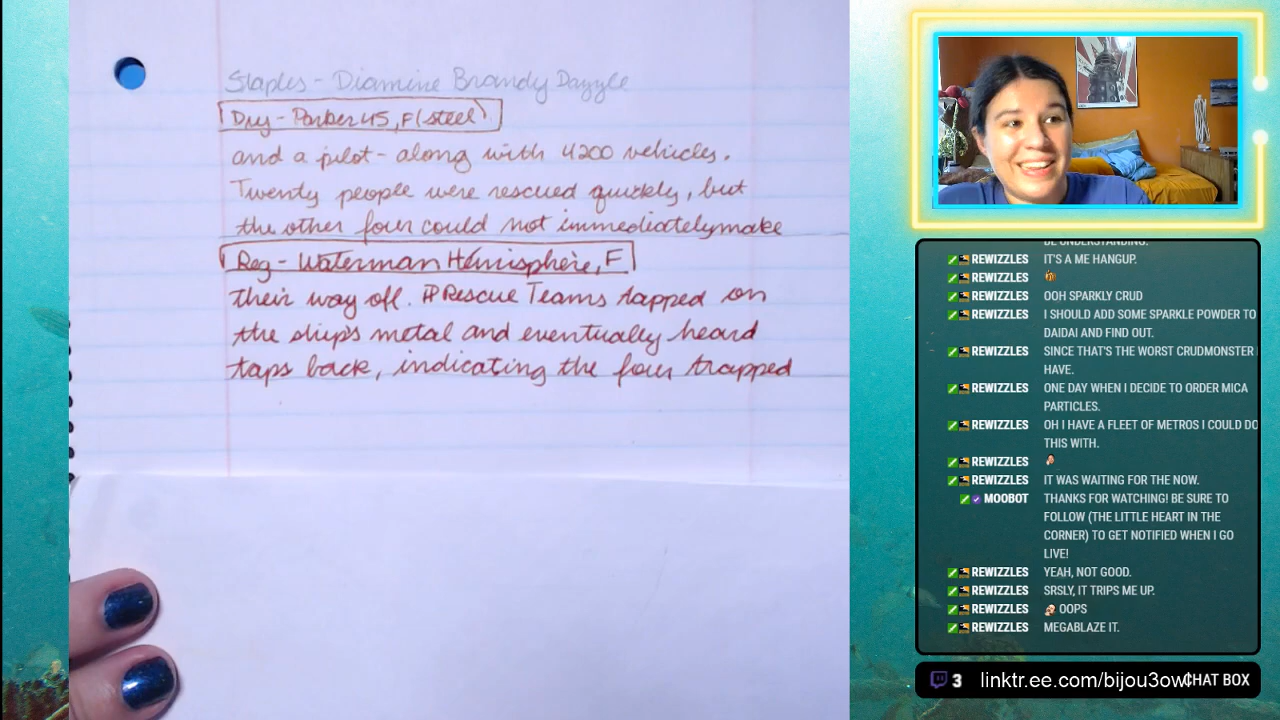 Staples - Diamine Brandy Dazzle
Dry - Parker 45, F (steel)
and a pilot - along with 4200 vehicles.
Twenty people were rescued quickly, but
the other four could not immediately make
Reg - Waterman Hémisphère, F
their way off. Rescue Teams tapped on
the ship's metal and eventually heard
taps back, indicating the four trapped
BE UNDERSTANDING.
REWIZZLES IT'S A ME HANGUP.
REWIZZLES
REWIZZLES OOH SPARKLY CRUD
REWIZZLES I SHOULD ADD SOME SPARKLE POWDER TO
DAIDAI AND FIND OUT.
REWIZZLES SINCE THAT'S THE WORST CRUDMONSTER I
HAVE.
REWIZZLES ONE DAY WHEN I DECIDE TO ORDER MICA
PARTICLES.
REWIZZLES OH I HAVE A FLEET OF METROS I COULD DO
THIS WITH.
REWIZZLES
REWIZZLES IT WAS WAITING FOR THE NOW.
MOOBOT THANKS FOR WATCHING! BE SURE TO
FOLLOW (THE LITTLE HEART IN THE
CORNER) TO GET NOTIFIED WHEN I GO
LIVE!
REWIZZLES YEAH, NOT GOOD.
REWIZZLES SRSLY, IT TRIPS ME UP.
REWIZZLES OOPS
REWIZZLES MEGABLAZE IT.
3 linktr.ee.com/bijou3owl CHAT BOX